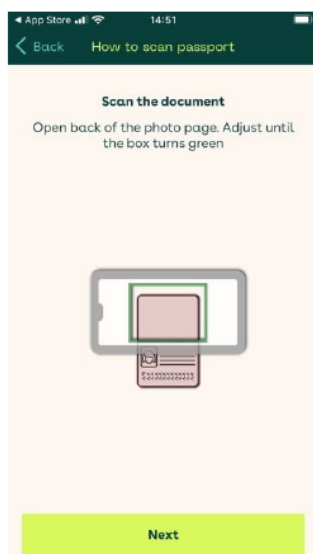 App Store 14:51
Back How to scan passport
Scan the document
Open back of the photo page. Adjust until
the box turns green
Next